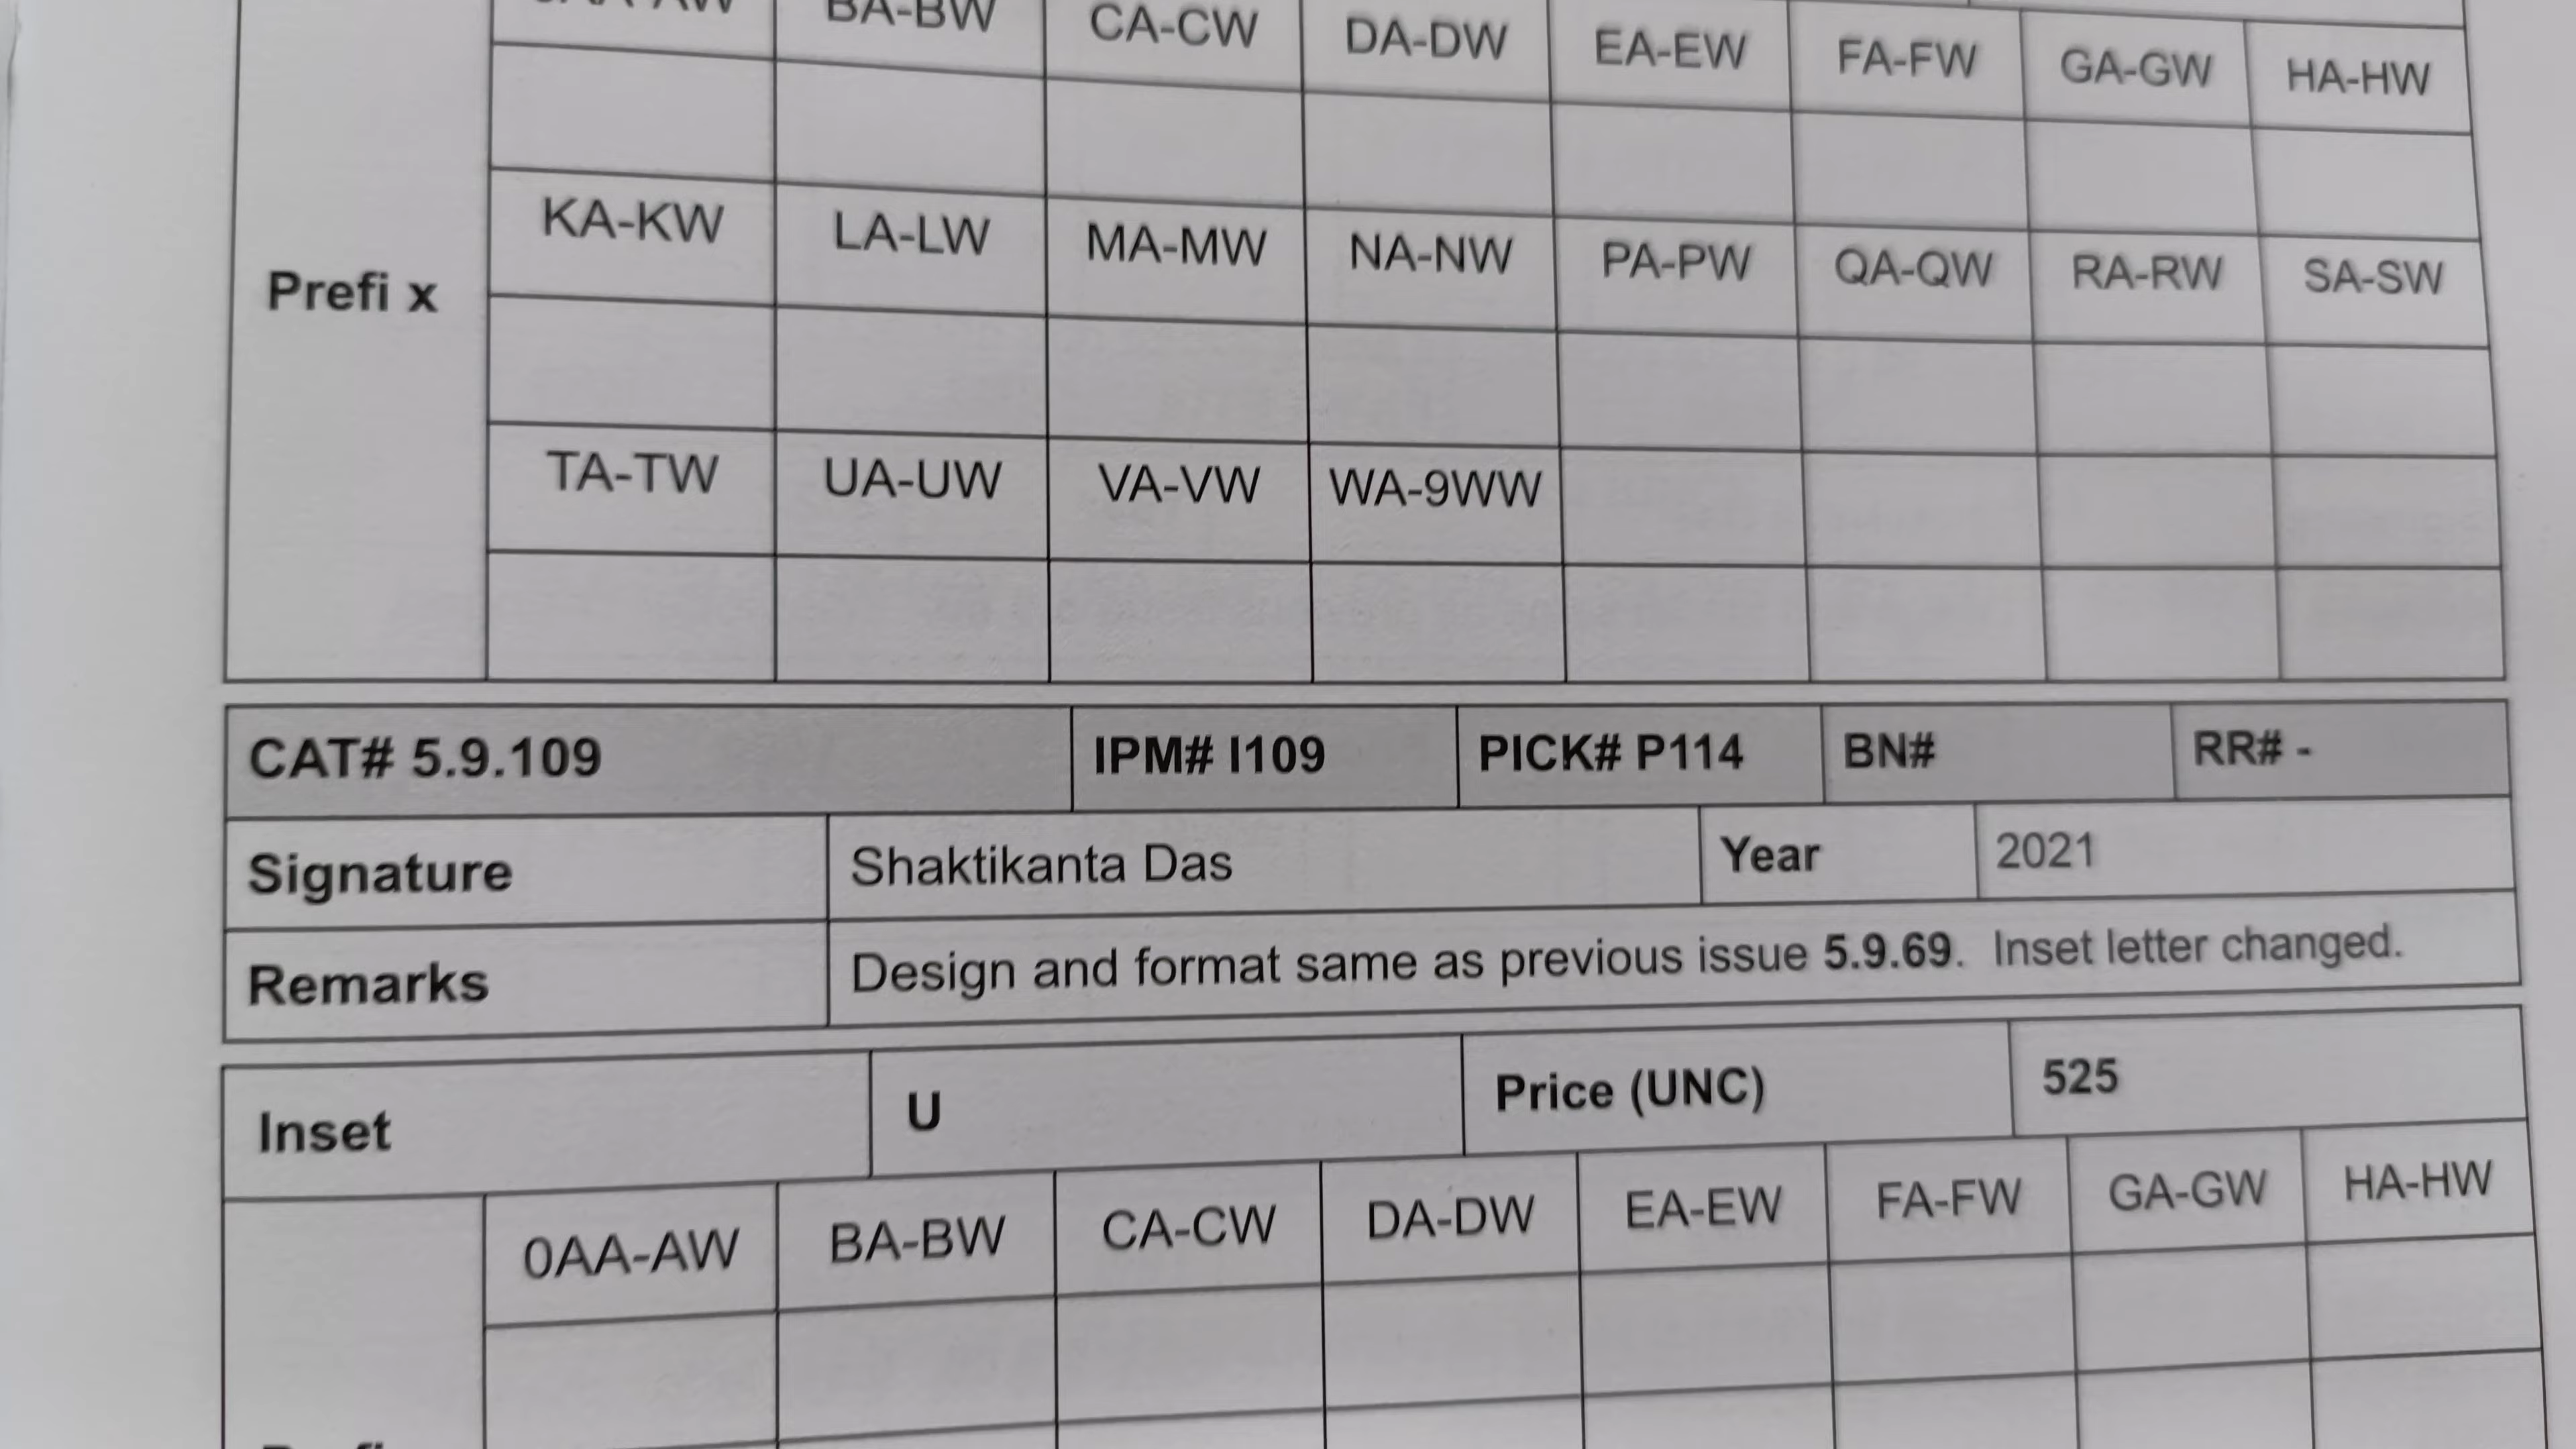 BA-BW CA-CW DA-DW EA-EW FA-FW GA-GW HA-HW
KA-KW LA-LW MA-MW NA-NW PA-PW QA-QW RA-RW SA-SW
Prefi x
TA-TW UA-UW VA-VW WA-9WW
CAT# 5.9.109 IPM# I109 PICK# P114 BN# RR# -
Signature Shaktikanta Das Year 2021
Remarks Design and format same as previous issue 5.9.69. Inset letter changed.
Inset U Price (UNC) 525
0AA-AW BA-BW CA-CW DA-DW EA-EW FA-FW GA-GW HA-HW